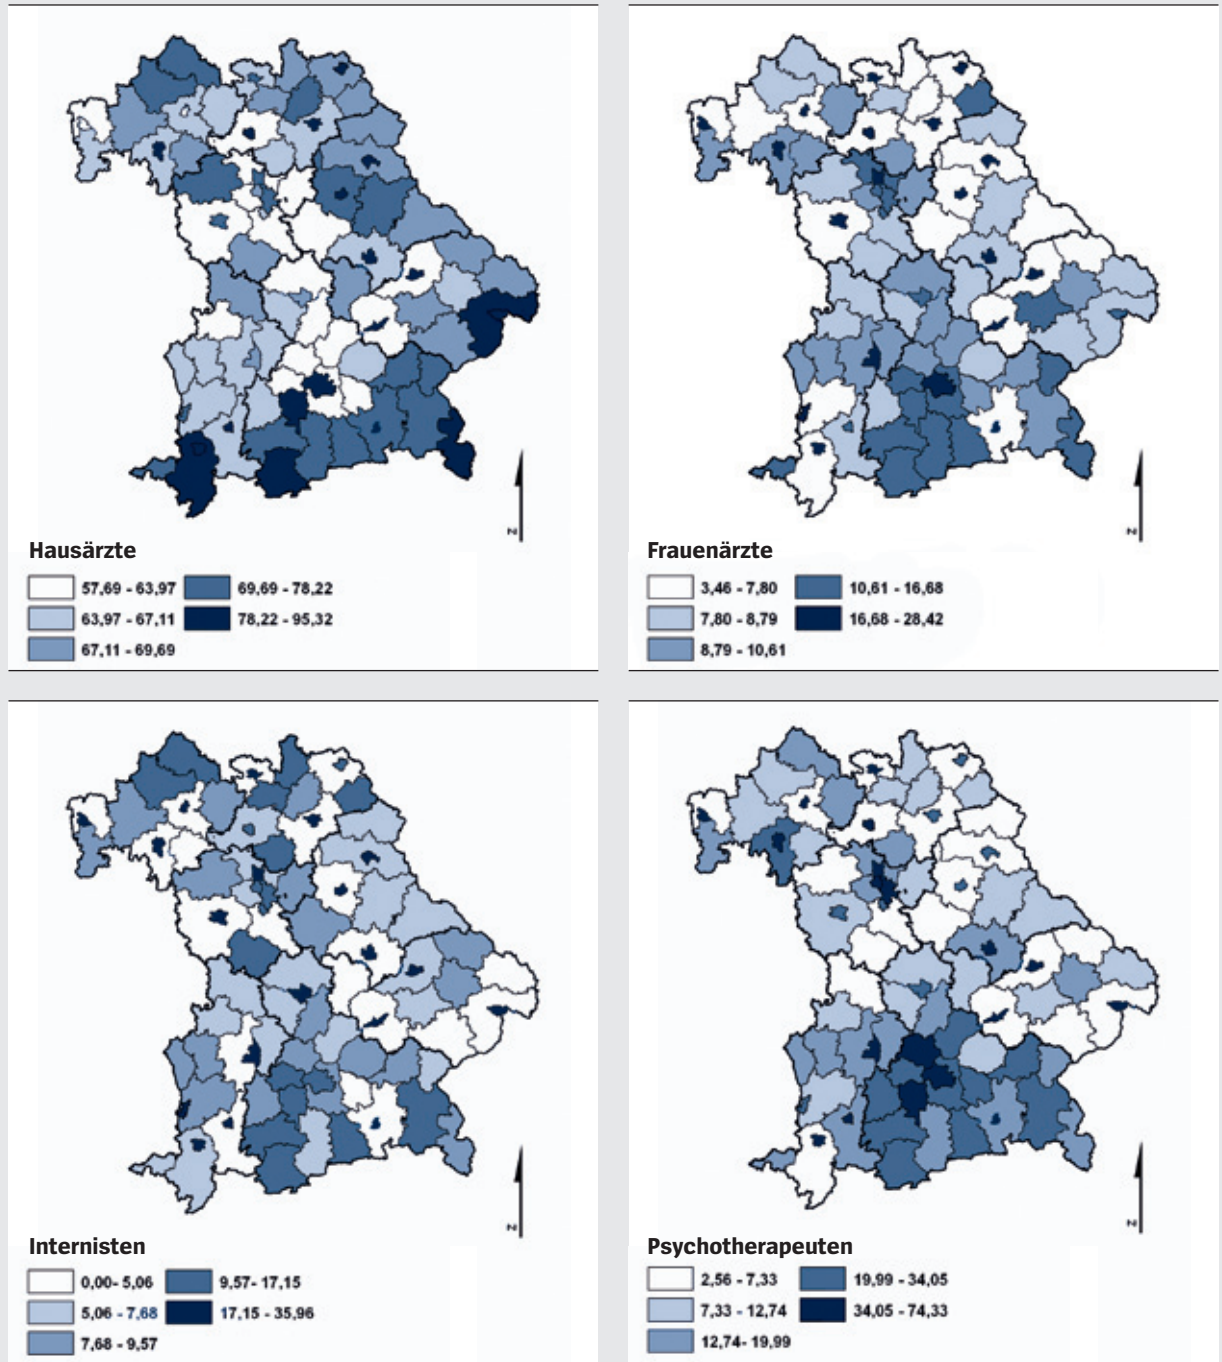 Hausärzte
57,69 - 63,97
69,69 - 78,22
63,97 - 67,11
78,22 - 95,32
67,11 - 69,69
N
Frauenärzte
3,46 - 7,80
10,61 - 16,68
7,80 - 8,79
16,68 - 28,42
8,79 - 10,61
N
Internisten
0,00- 5,06
9,57- 17,15
5,06 - 7,68
17,15 - 35,96
7,68 - 9,57
N
Psychotherapeuten
2,56 - 7,33
19,99 - 34,05
7,33 - 12,74
34,05 - 74,33
12,74- 19,99
N